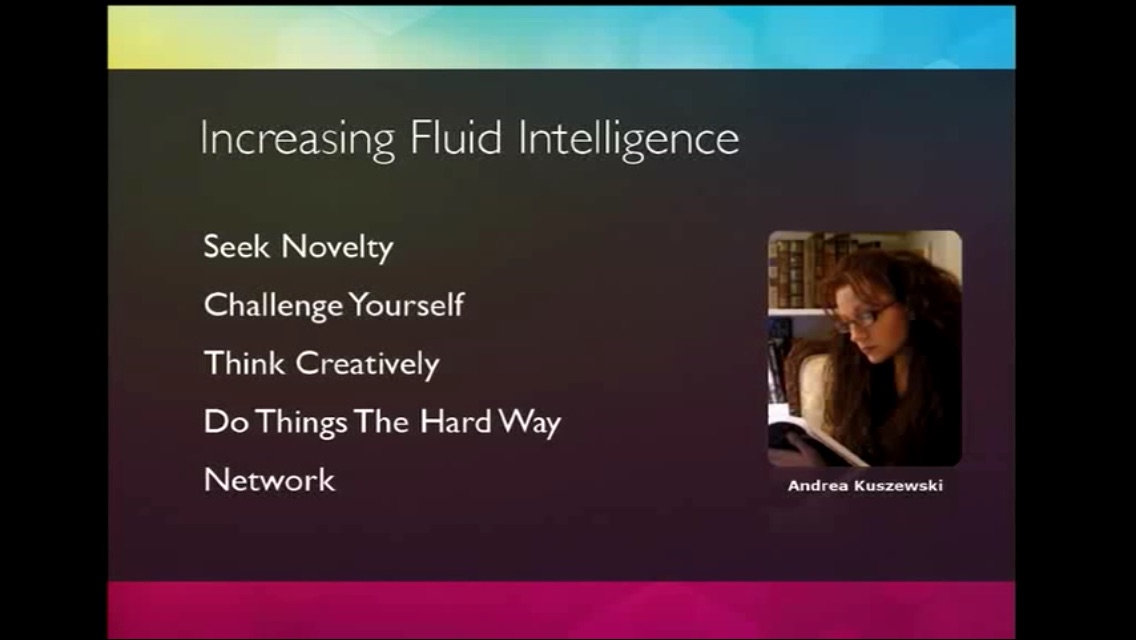 Increasing Fluid Intelligence
Seek Novelty
Challenge Yourself
Think Creatively
Do Things The Hard Way
Network
Andrea Kuszewski